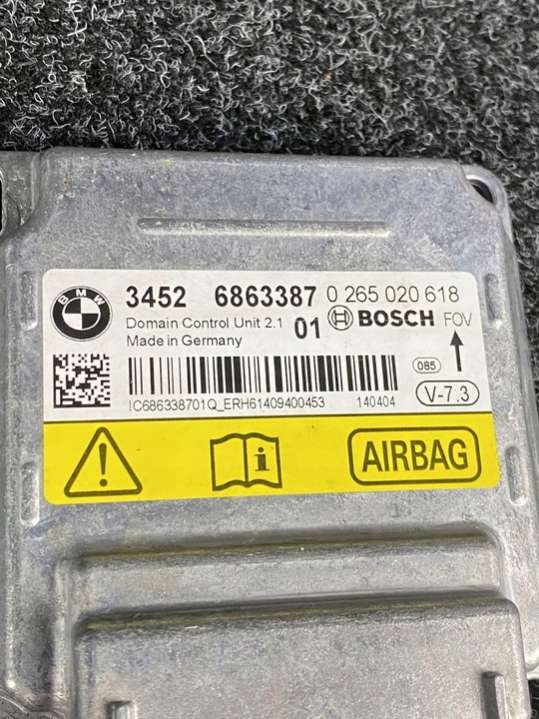 BMW
3452 6863387 0 265 020 618
Domain Control Unit 2.1 01 BOSCH FOV
Made in Germany
085
V-7.3
IC686338701Q_ERH61409400453 140404
AIRBAG